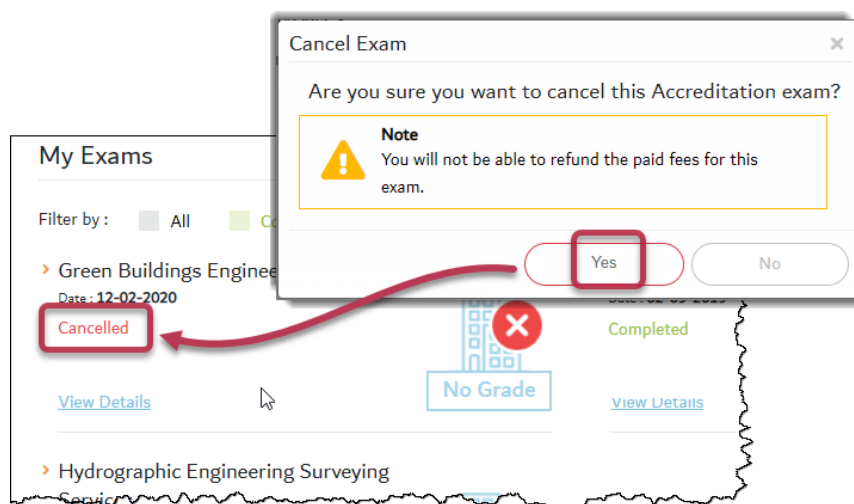 Cancel Exam
Are you sure you want to cancel this Accreditation exam?
Note
You will not be able to refund the paid fees for this
exam.
Yes
No
My Exams
Filter by :
All
Green Buildings
Date : 12-02-2020
Cancelled
No Grade
View Details
Completed
View Details
Hydrographic Engineering Surveying